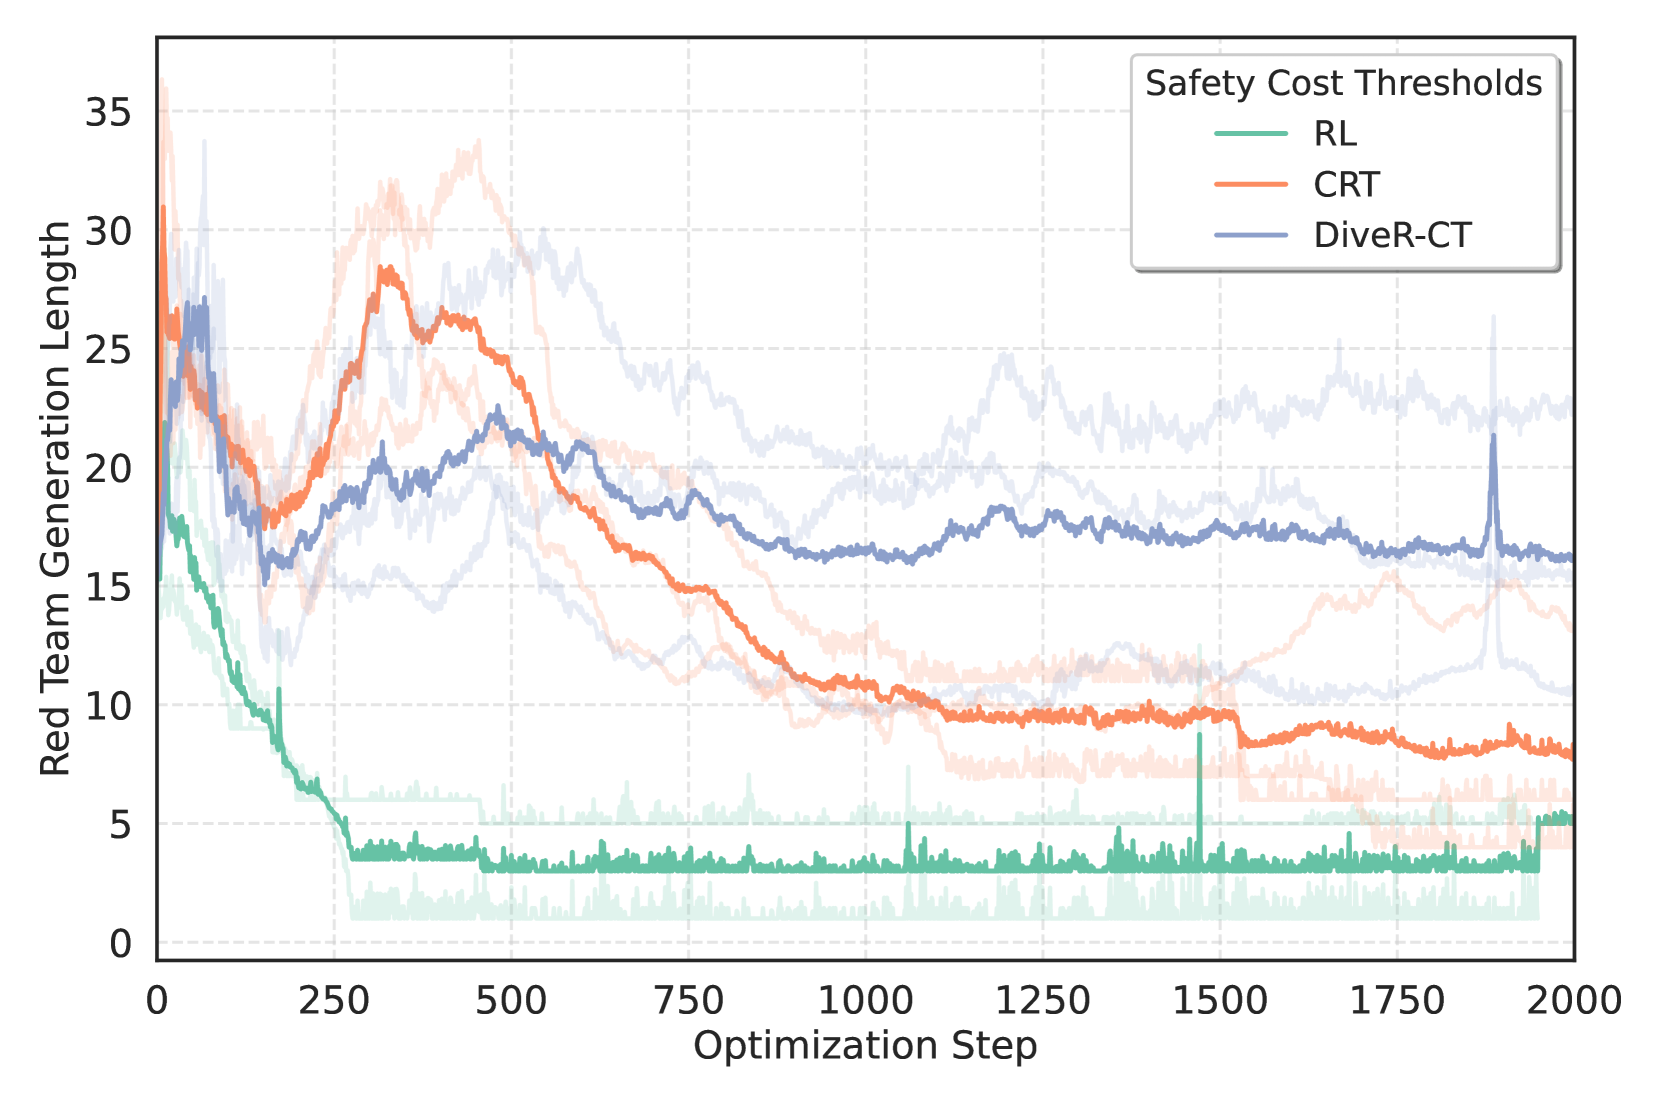 Safety Cost Thresholds
RL
CRT
DiveR-CT
Red Team Generation Length
35
30
25
20
15
10
5
0
0 250 500 750 1000 1250 1500 1750 2000
Optimization Step